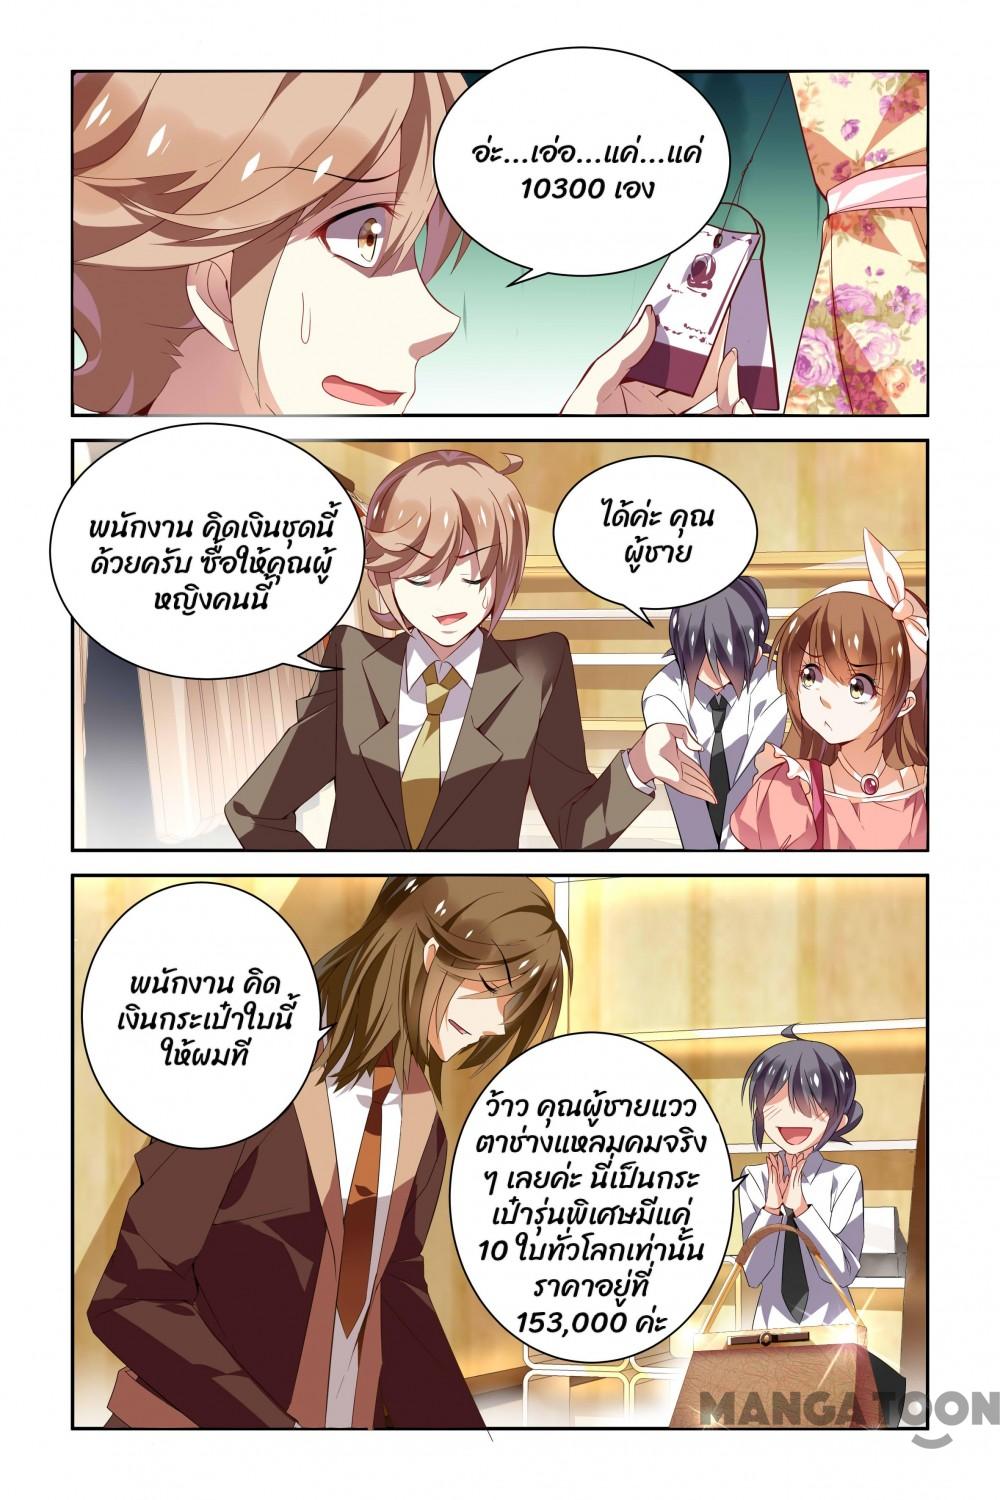 อ่ะ...เอ่อ...แค่...แค่
10300 เอง
พนักงาน คิดเงินชุดนี้
ด้วยครับ ซื้อให้คุณผู้
หญิงคนนี้
ได้ค่ะ คุณ
ผู้ชาย
พนักงาน คิด
เงินกระเป๋าใบนี้
ให้ผมที
ว้าว คุณผู้ชายแวว
ตาช่างแหลมคมจริง
ๆ เลยค่ะ นี่เป็นกระ
เป๋ารุ่นพิเศษมีแค่
10 ใบทั่วโลกเท่านั้น
ราคาอยู่ที่
153,000 ค่ะ
MANGATOON